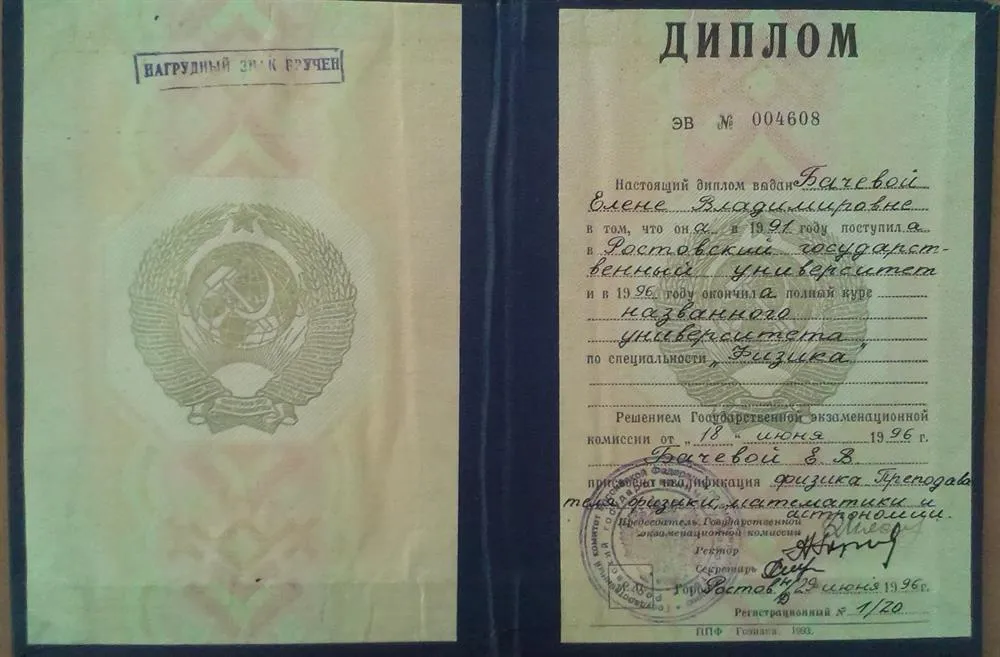 НАГРУДНЫЙ ЗНАК ВРУЧЕН
ДИПЛОМ
ЭВ № 004608
Настоящий диплом выдан Бачевой
Елене Владимировне
в том, что она в 1991 году поступила
в Ростовский государст-
венный университет
и в 1996 году окончила полный курс
названного
университета
по специальности „Физика"
Решением Государственной экзаменационной
комиссии от „18" июня 1996 г.
Бачевой Е. В.
присвоена квалификация физика Преподава
теля физики, математики и
астрономии.
Председатель Государственной
экзаменационной комиссии
Ректор
Секретарь
Город Ростов н/Д 29 июня 1996 г.
Регистрационный № 1/20
ППФ Гознака. 1993.